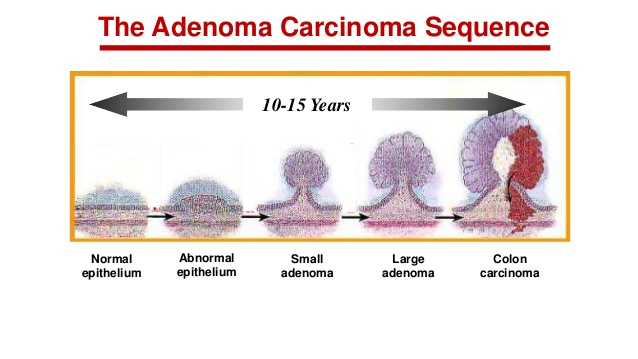 The Adenoma Carcinoma Sequence
10-15 Years
Normal
epithelium
Abnormal
epithelium
Small
adenoma
Large
adenoma
Colon
carcinoma